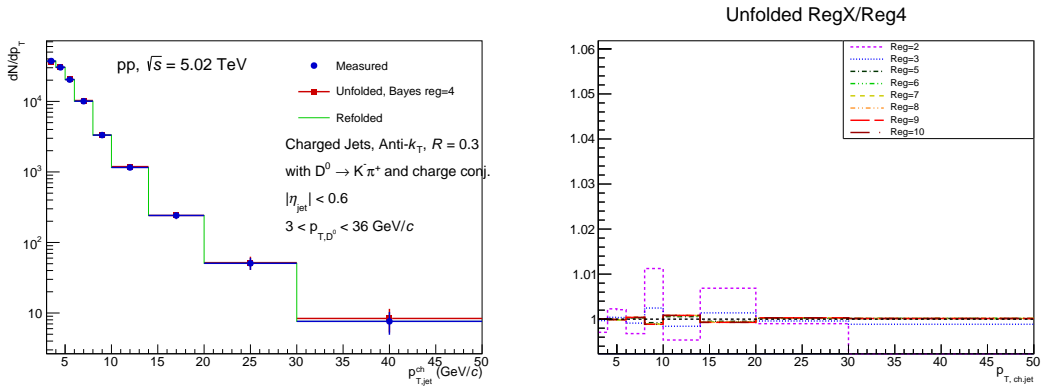 Unfolded RegX/Reg4
dN/dp_T
10^4
10^3
10^2
10
pp, √s = 5.02 TeV
Measured
Unfolded, Bayes reg=4
Refolded
Charged Jets, Anti-k_T, R = 0.3
with D^0 → K^-π^+ and charge conj.
|η_jet| < 0.6
3 < p_T,D^0 < 36 GeV/c
5 10 15 20 25 30 35 40 45 50
p^ch_T,jet (GeV/c)
1.06
1.05
1.04
1.03
1.02
1.01
1
Reg=2
Reg=3
Reg=5
Reg=6
Reg=7
Reg=8
Reg=9
Reg=10
5 10 15 20 25 30 35 40 45 50
p_T, ch.jet